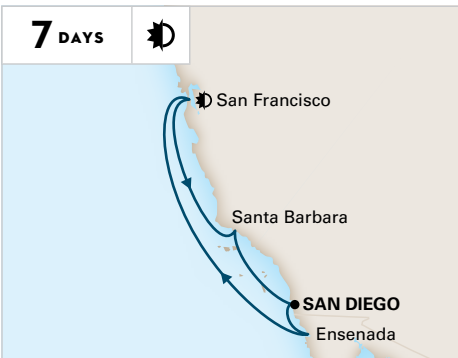 7 DAYS
San Francisco
Santa Barbara
SAN DIEGO
Ensenada